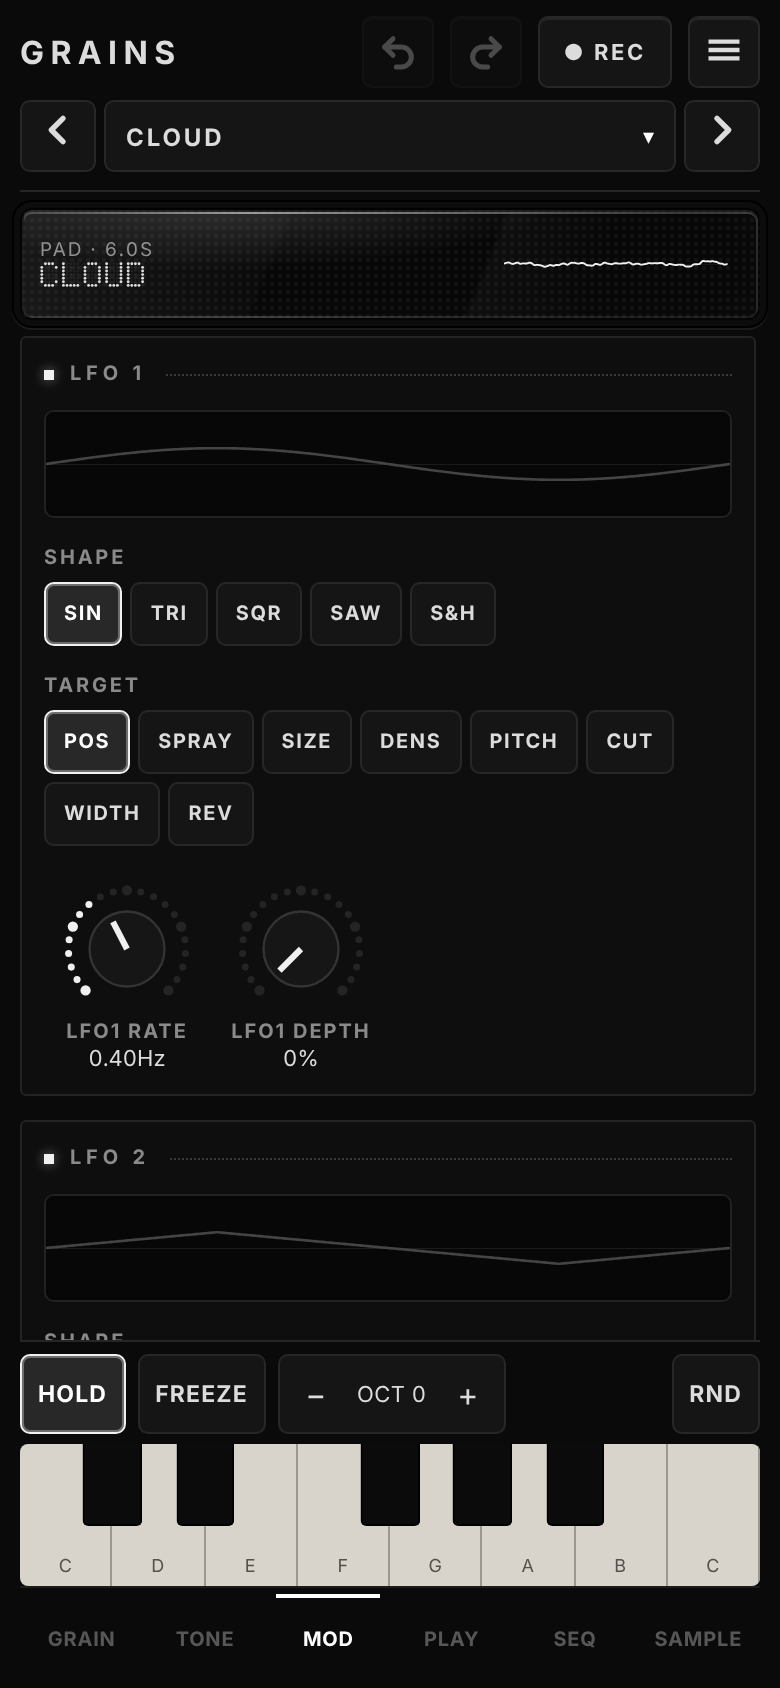 GRAINS
REC
CLOUD
PAD · 6.0S
CLOUD
LFO 1
SHAPE
SIN TRI SQR SAW S&H
TARGET
POS SPRAY SIZE DENS PITCH CUT
WIDTH REV
LFO1 RATE LFO1 DEPTH
0.40Hz 0%
LFO 2
SHAPE
HOLD FREEZE − OCT 0 + RND
C D E F G A B C
GRAIN TONE MOD PLAY SEQ SAMPLE